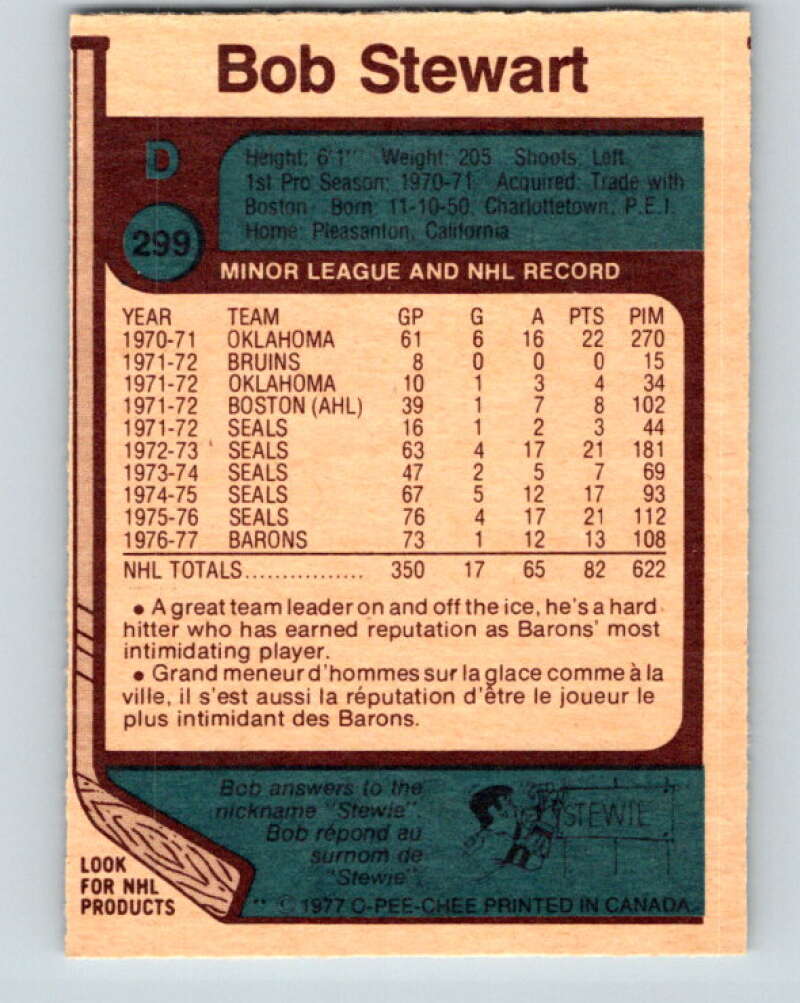 Bob Stewart
D
Height: 6'1" Weight: 205 Shoots: Left
1st Pro Season: 1970-71 Acquired: Trade with
Boston Born: 11-10-50, Charlottetown, P.E.I.
Home: Pleasanton, California
299
MINOR LEAGUE AND NHL RECORD
YEAR TEAM GP G A PTS PIM
1970-71 OKLAHOMA 61 6 16 22 270
1971-72 BRUINS 8 0 0 0 15
1971-72 OKLAHOMA 10 1 3 4 34
1971-72 BOSTON (AHL) 39 1 7 8 102
1971-72 SEALS 16 1 2 3 44
1972-73 SEALS 63 4 17 21 181
1973-74 SEALS 47 2 5 7 69
1974-75 SEALS 67 5 12 17 93
1975-76 SEALS 76 4 17 21 112
1976-77 BARONS 73 1 12 13 108
NHL TOTALS................ 350 17 65 82 622
• A great team leader on and off the ice, he's a hard
hitter who has earned reputation as Barons' most
intimidating player.
• Grand meneur d'hommes sur la glace comme à la
ville, il s'est aussi la réputation d'être le joueur le
plus intimidant des Barons.
Bob answers to the
nickname "Stewie".
Bob répond au
surnom de
"Stewie".
STEWIE
LOOK
FOR NHL
PRODUCTS
© 1977 O-PEE-CHEE PRINTED IN CANADA